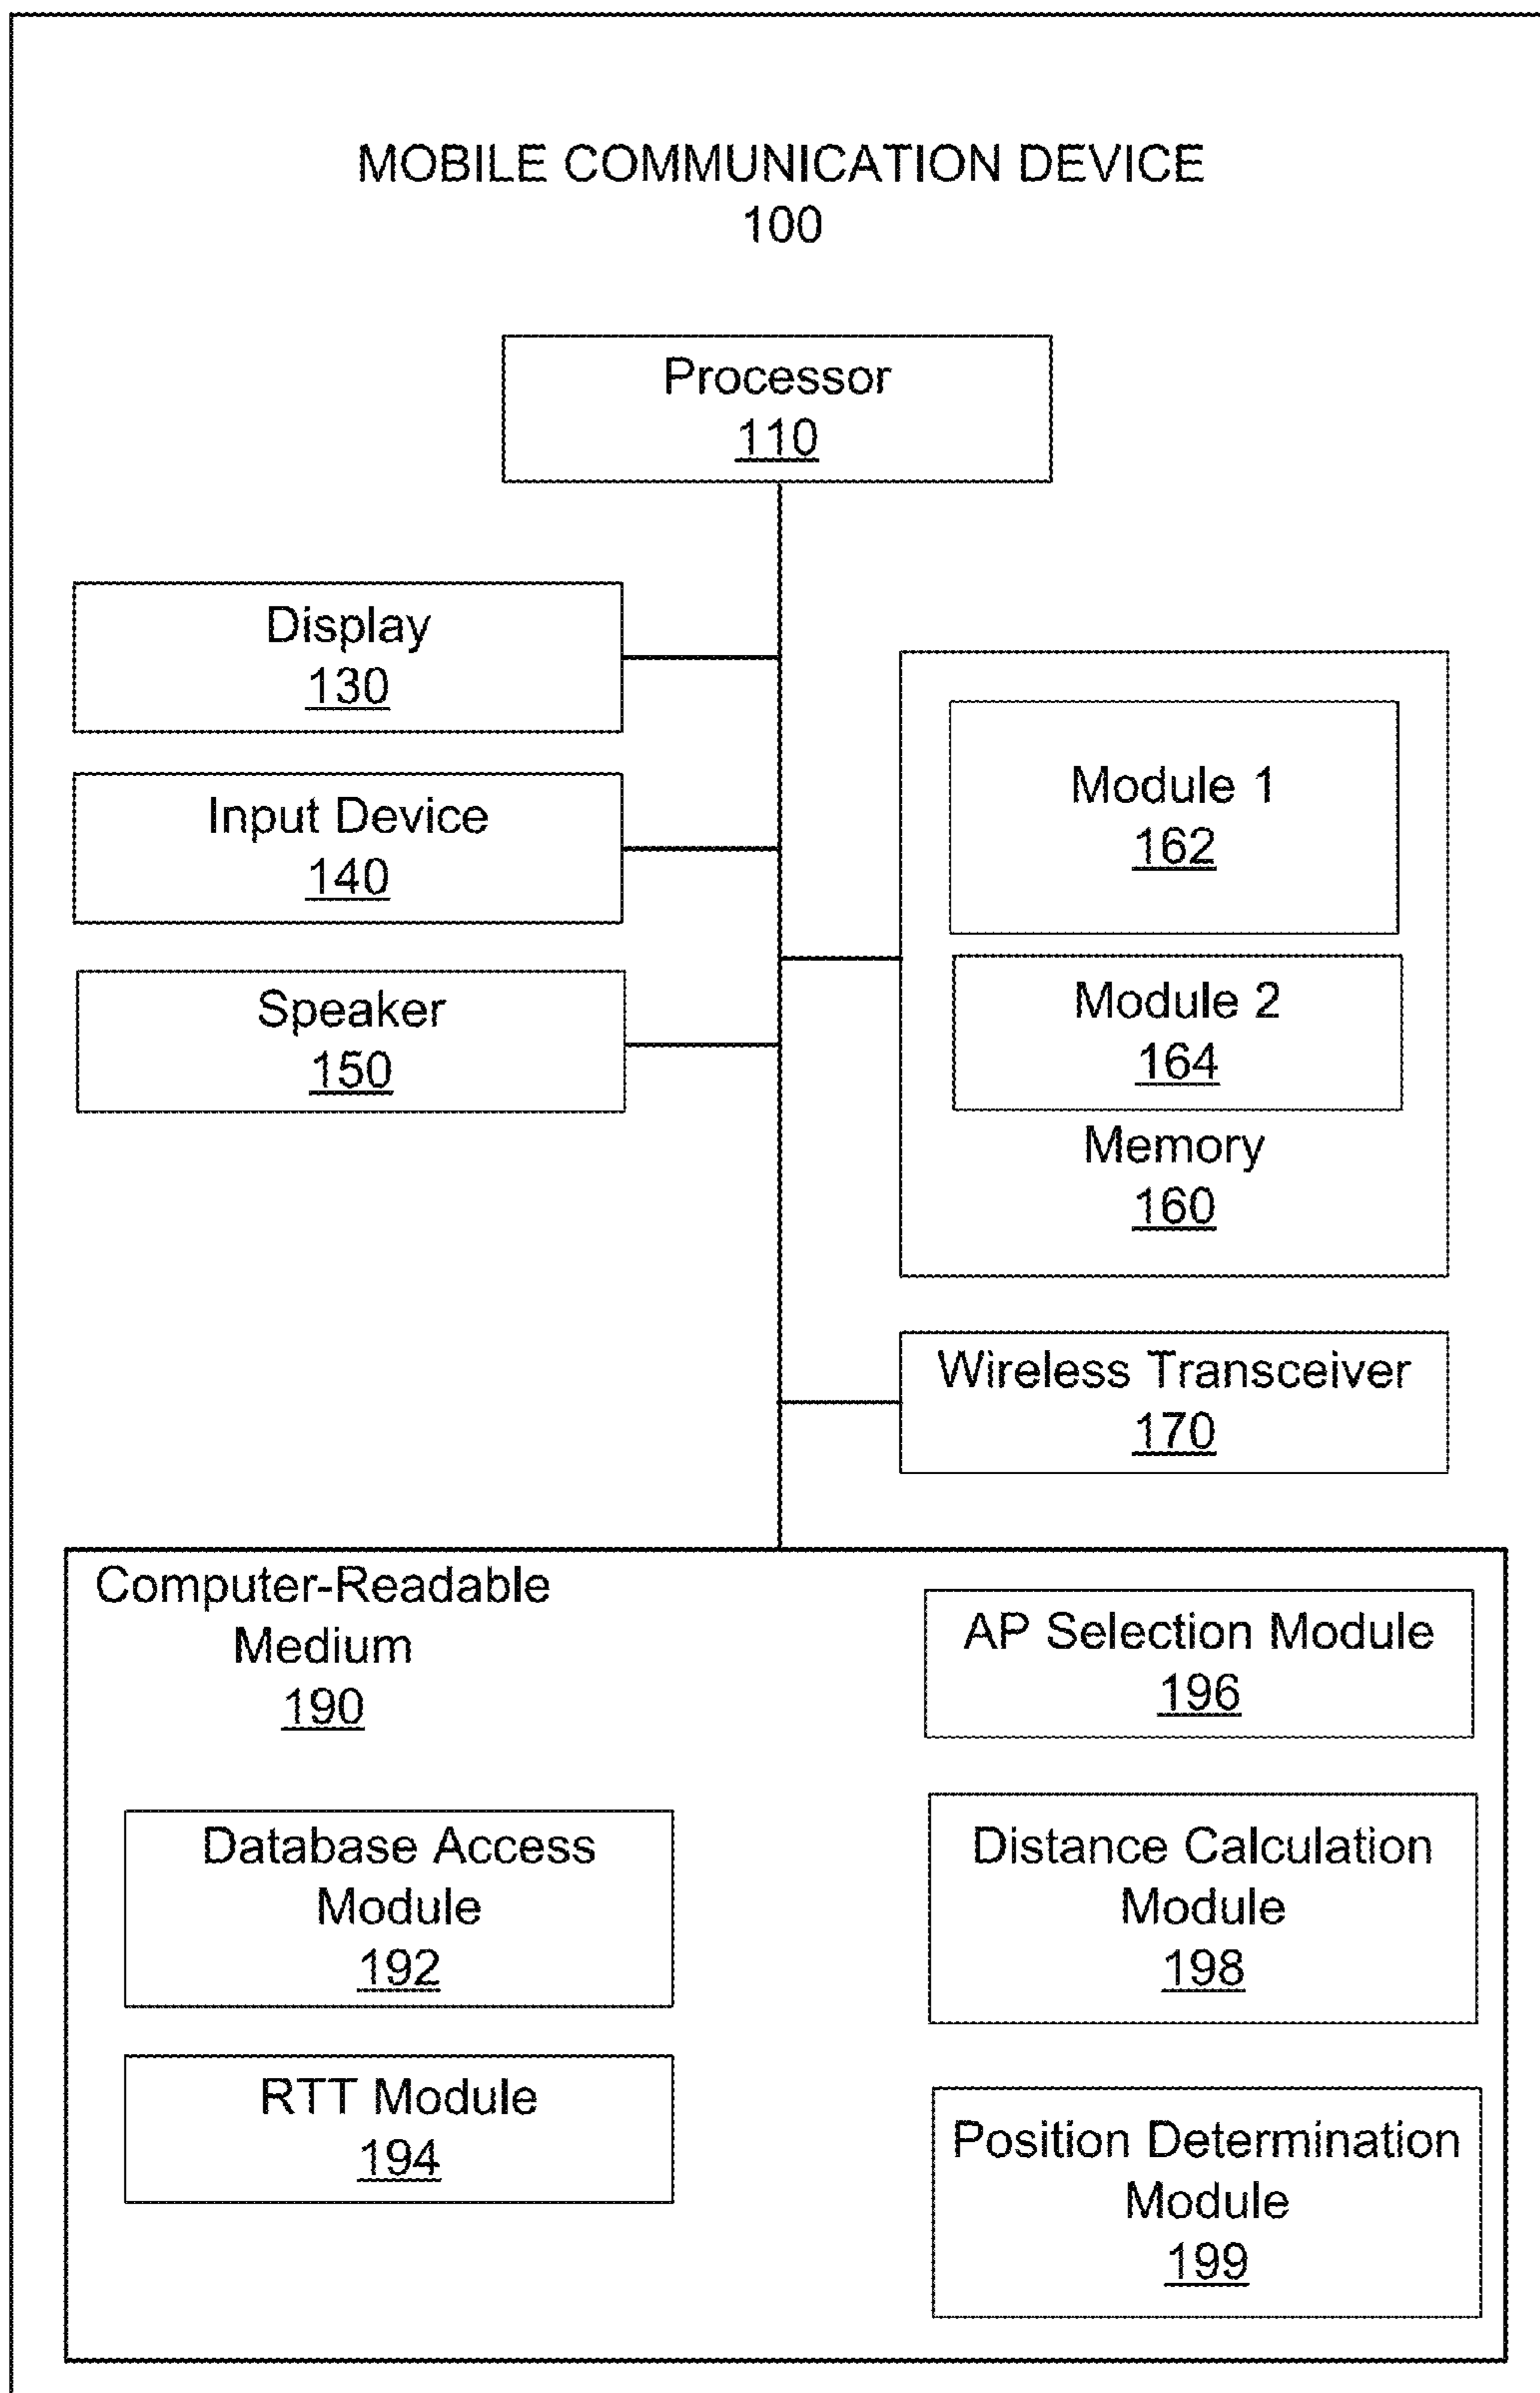 MOBILE COMMUNICATION DEVICE
100
Processor
110
Display
130
Input Device
140
Speaker
150
Module 1
162
Module 2
164
Memory
160
Wireless Transceiver
170
Computer-Readable
Medium
190
Database Access
Module
192
RTT Module
194
AP Selection Module
196
Distance Calculation
Module
198
Position Determination
Module
199